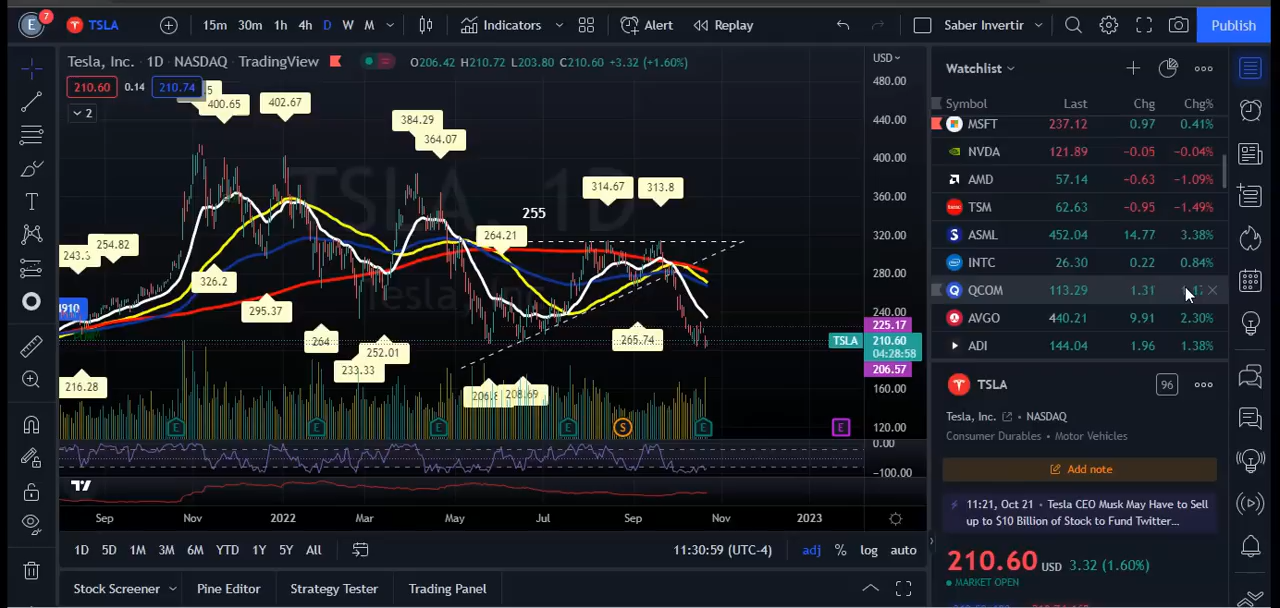 E 7 TSLA 15m 30m 1h 4h D W M Indicators Alert Replay Saber Invertir Publish
Tesla, Inc. · 1D · NASDAQ TradingView O206.42 H210.72 L203.80 C210.60 +3.32 (+1.60%)
210.60 0.14 210.74
2
USD
480.00
440.00
400.00
360.00
320.00
280.00
240.00
225.17
TSLA 210.60
04:28:58
206.57
160.00
120.00
0.00
−100.00
400.65
402.67
384.29
364.07
314.67
313.8
255
264.21
254.82
326.2
295.37
264
252.01
233.33
265.74
216.28
208.69
TSLA, 1D
Tesla, Inc.
E E E E S E E
Sep Nov 2022 Mar May Jul Sep Nov 2023
1D 5D 1M 3M 6M YTD 1Y 5Y All 11:30:59 (UTC-4) adj % log auto
Stock Screener Pine Editor Strategy Tester Trading Panel
Watchlist
Symbol Last Chg Chg%
MSFT 237.12 0.97 0.41%
NVDA 121.89 −0.05 −0.04%
AMD 57.14 −0.63 −1.09%
TSM 62.63 −0.95 −1.49%
ASML 452.04 14.77 3.38%
INTC 26.30 0.22 0.84%
QCOM 113.29 1.31
AVGO 440.21 9.91 2.30%
ADI 144.04 1.96 1.38%
TSLA 96
Tesla, Inc. • NASDAQ
Consumer Durables • Motor Vehicles
Add note
11:21, Oct 21 • Tesla CEO Musk May Have to Sell
up to $10 Billion of Stock to Fund Twitter...
210.60 USD 3.32 (1.60%)
MARKET OPEN